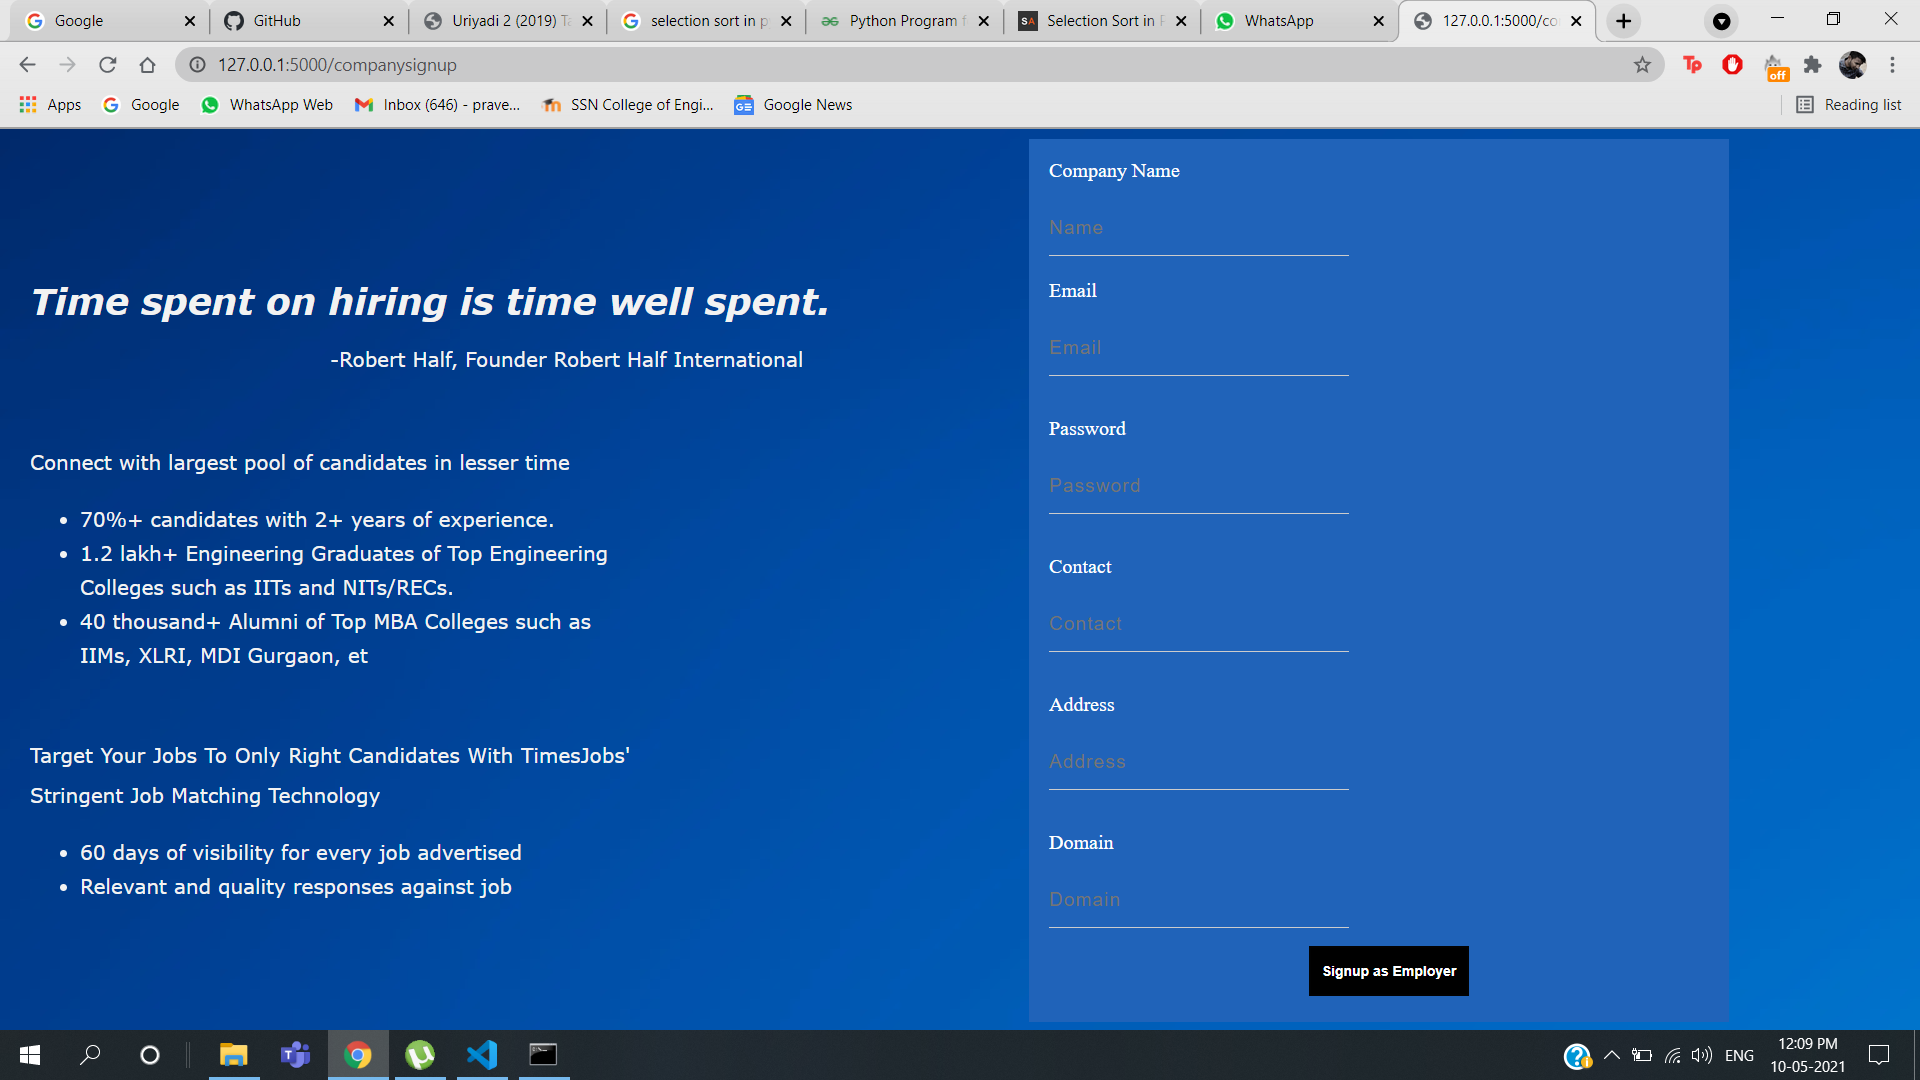 Google
GitHub
Uriyadi 2 (2019) Ta
selection sort in p
Python Program f
Selection Sort in P
WhatsApp
127.0.0.1:5000/co
127.0.0.1:5000/companysignup
Tp
off
Apps
Google
WhatsApp Web
Inbox (646) - prave...
SSN College of Engi...
Google News
Reading list
Time spent on hiring is time well spent.
-Robert Half, Founder Robert Half International
Connect with largest pool of candidates in lesser time
• 70%+ candidates with 2+ years of experience.
• 1.2 lakh+ Engineering Graduates of Top Engineering
Colleges such as IITs and NITs/RECs.
• 40 thousand+ Alumni of Top MBA Colleges such as
IIMs, XLRI, MDI Gurgaon, et
Target Your Jobs To Only Right Candidates With TimesJobs'
Stringent Job Matching Technology
• 60 days of visibility for every job advertised
• Relevant and quality responses against job
Company Name
Name
Email
Email
Password
Password
Contact
Contact
Address
Address
Domain
Domain
Signup as Employer
ENG
12:09 PM
10-05-2021